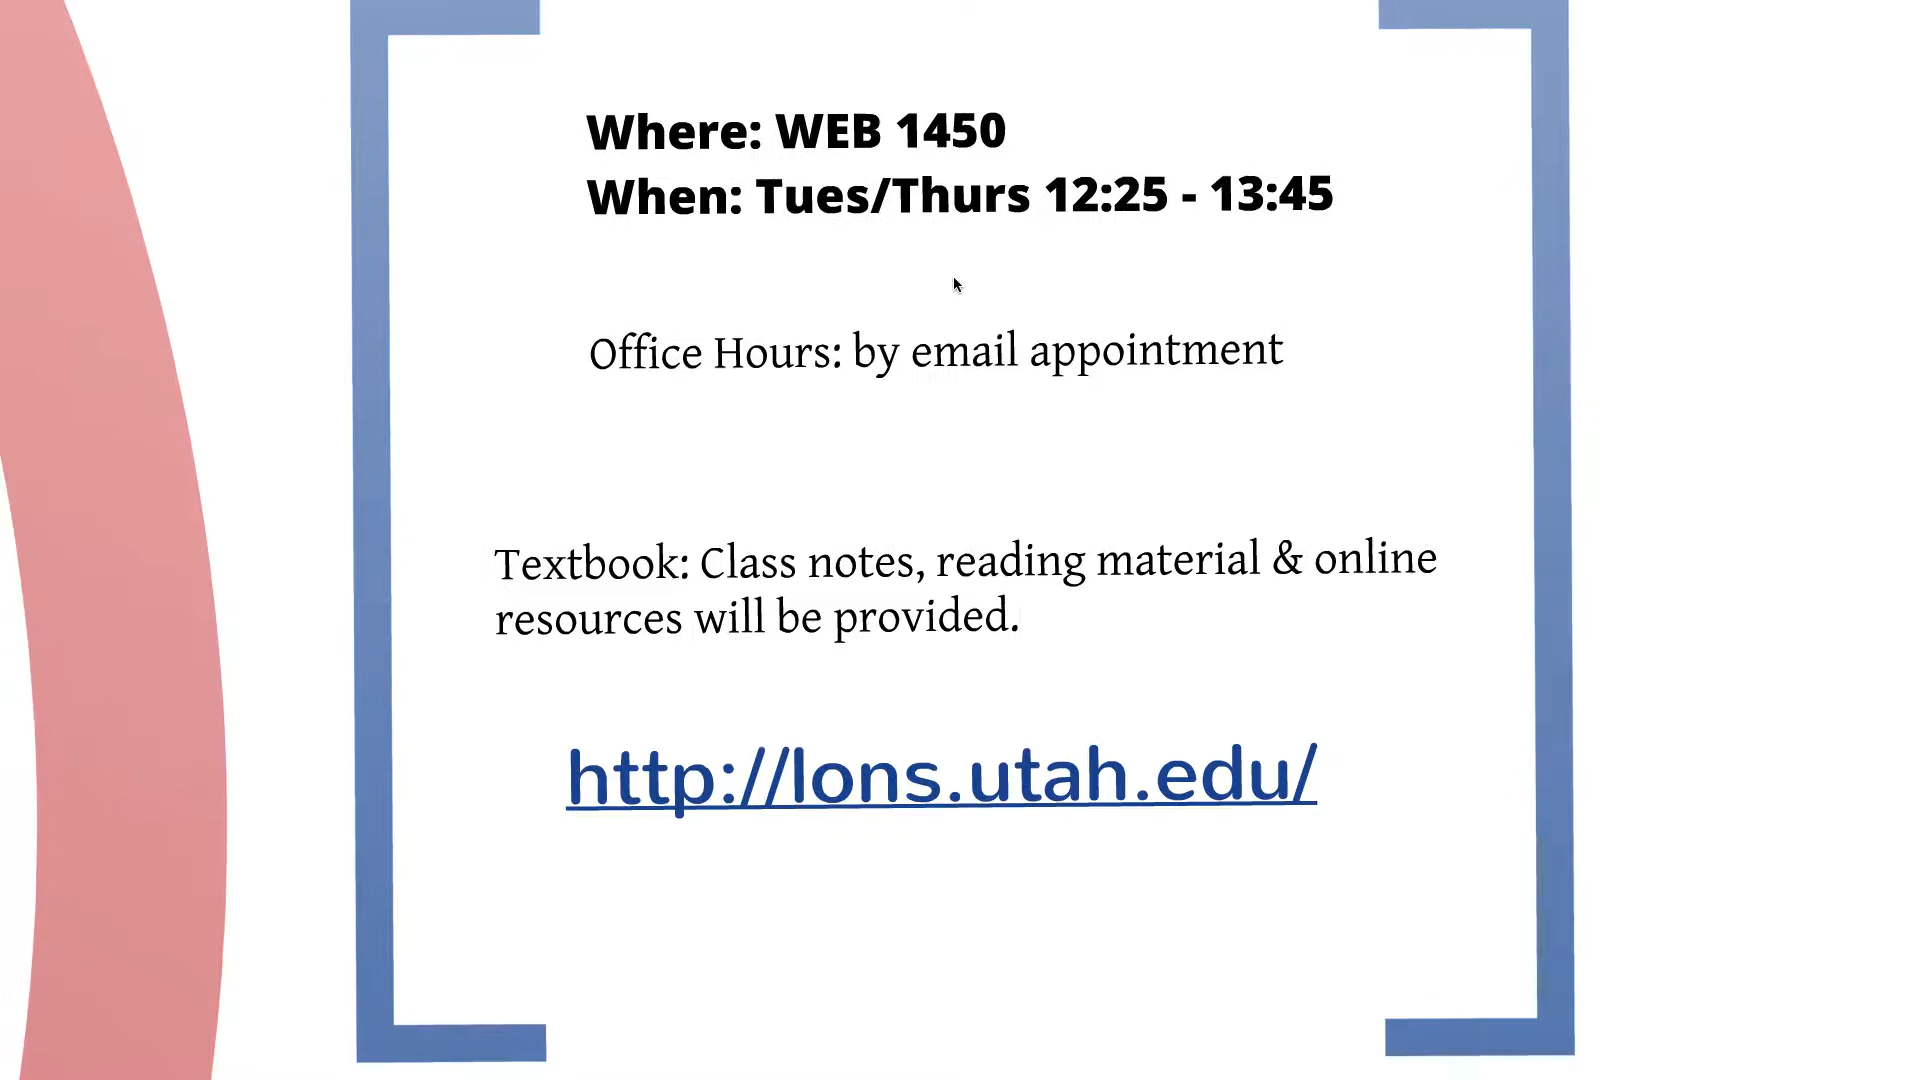 Where: WEB 1450
When: Tues/Thurs 12:25 - 13:45
Office Hours: by email appointment
Textbook: Class notes, reading material & online
resources will be provided.
http://lons.utah.edu/